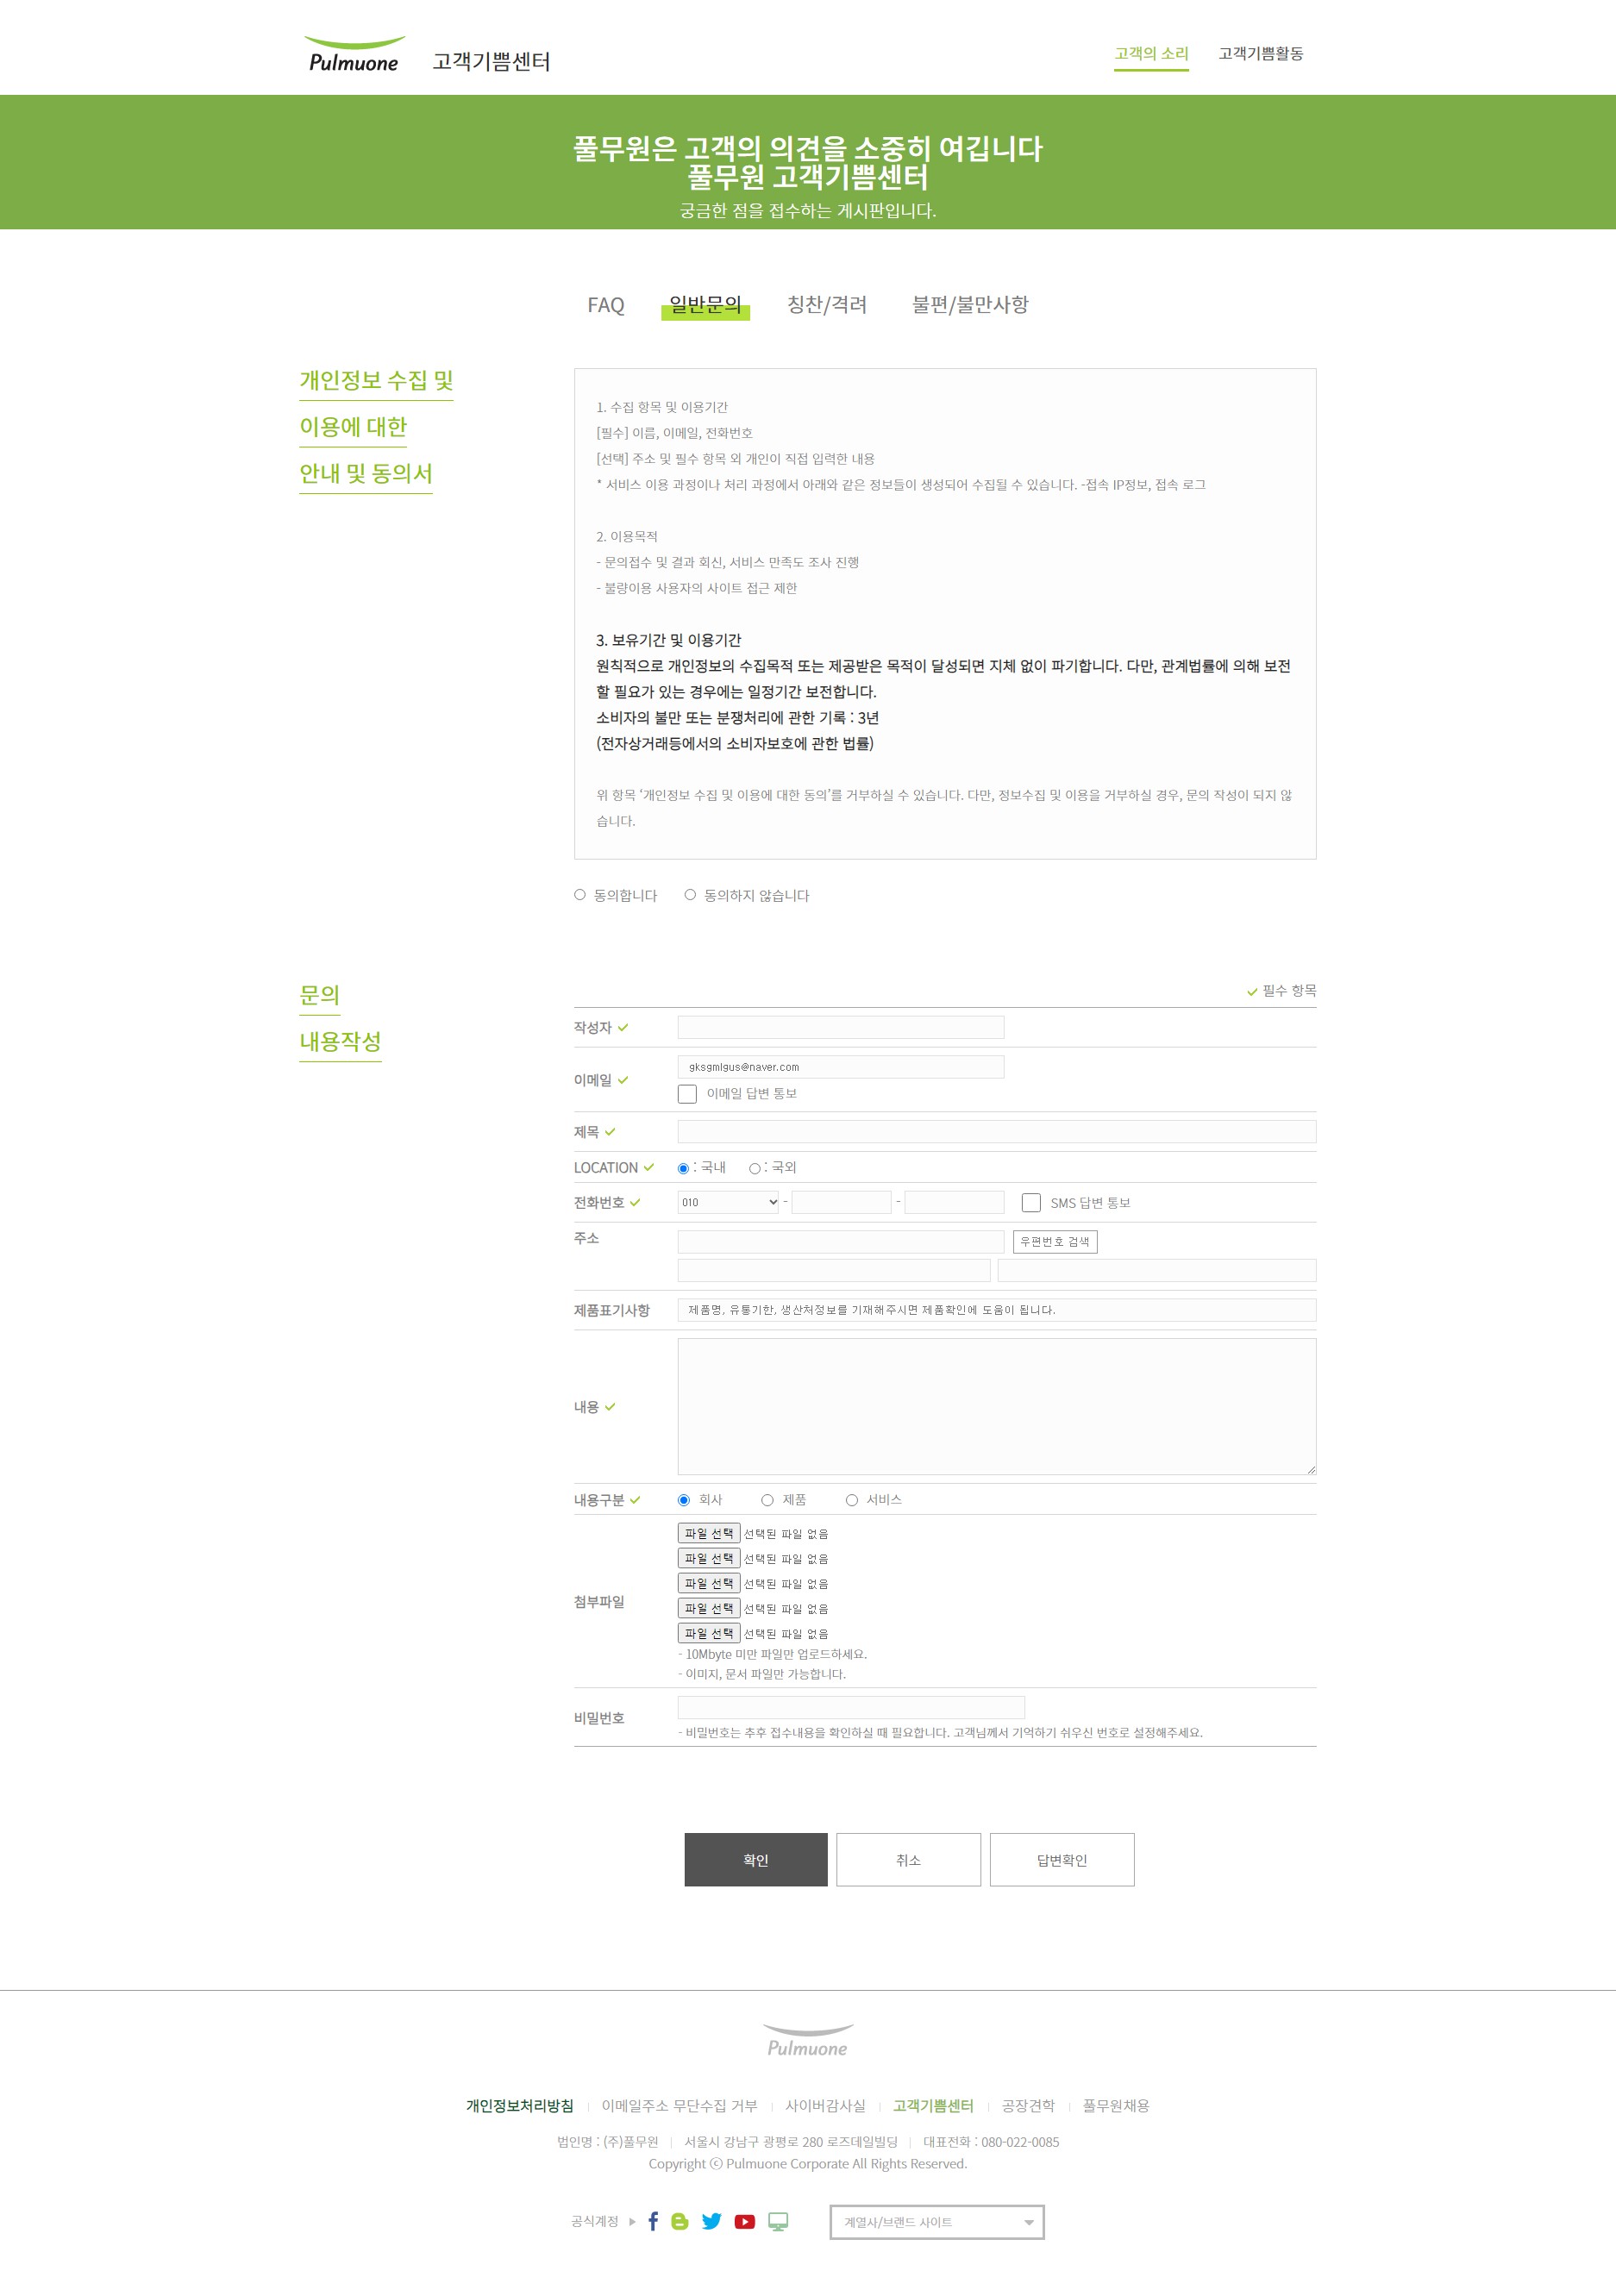 Pulmuone 고객기쁨센터
고객의 소리 고객기쁨활동
풀무원은 고객의 의견을 소중히 여깁니다
풀무원 고객기쁨센터
궁금한 점을 접수하는 게시판입니다.
FAQ 일반문의 칭찬/격려 불편/불만사항
개인정보 수집 및
이용에 대한
안내 및 동의서
1. 수집 항목 및 이용기간
[필수] 이름, 이메일, 전화번호
[선택] 주소 및 필수 항목 외 개인이 직접 입력한 내용
* 서비스 이용 과정이나 처리 과정에서 아래와 같은 정보들이 생성되어 수집될 수 있습니다. -접속 IP정보, 접속 로그
2. 이용목적
- 문의접수 및 결과 회신, 서비스 만족도 조사 진행
- 불량이용 사용자의 사이트 접근 제한
3. 보유기간 및 이용기간
원칙적으로 개인정보의 수집목적 또는 제공받은 목적이 달성되면 지체 없이 파기합니다. 다만, 관계법률에 의해 보전
할 필요가 있는 경우에는 일정기간 보전합니다.
소비자의 불만 또는 분쟁처리에 관한 기록 : 3년
(전자상거래등에서의 소비자보호에 관한 법률)
위 항목 ‘개인정보 수집 및 이용에 대한 동의’를 거부하실 수 있습니다. 다만, 정보수집 및 이용을 거부하실 경우, 문의 작성이 되지 않
습니다.
동의합니다 동의하지 않습니다
문의
내용작성
필수 항목
작성자
이메일
gksgmlgus@naver.com
이메일 답변 통보
제목
LOCATION : 국내 : 국외
전화번호 010 - - SMS 답변 통보
주소 우편번호 검색
제품표기사항 제품명, 유통기한, 생산처정보를 기재해주시면 제품확인에 도움이 됩니다.
내용
내용구분 회사 제품 서비스
첨부파일
파일 선택 선택된 파일 없음
파일 선택 선택된 파일 없음
파일 선택 선택된 파일 없음
파일 선택 선택된 파일 없음
파일 선택 선택된 파일 없음
- 10Mbyte 미만 파일만 업로드하세요.
- 이미지, 문서 파일만 가능합니다.
비밀번호
- 비밀번호는 추후 접수내용을 확인하실 때 필요합니다. 고객님께서 기억하기 쉬우신 번호로 설정해주세요.
확인 취소 답변확인
Pulmuone
개인정보처리방침 이메일주소 무단수집 거부 사이버감사실 고객기쁨센터 공장견학 풀무원채용
법인명 : (주)풀무원 서울시 강남구 광평로 280 로즈데일빌딩 대표전화 : 080-022-0085
Copyright ⓒ Pulmuone Corporate All Rights Reserved.
공식계정 계열사/브랜드 사이트